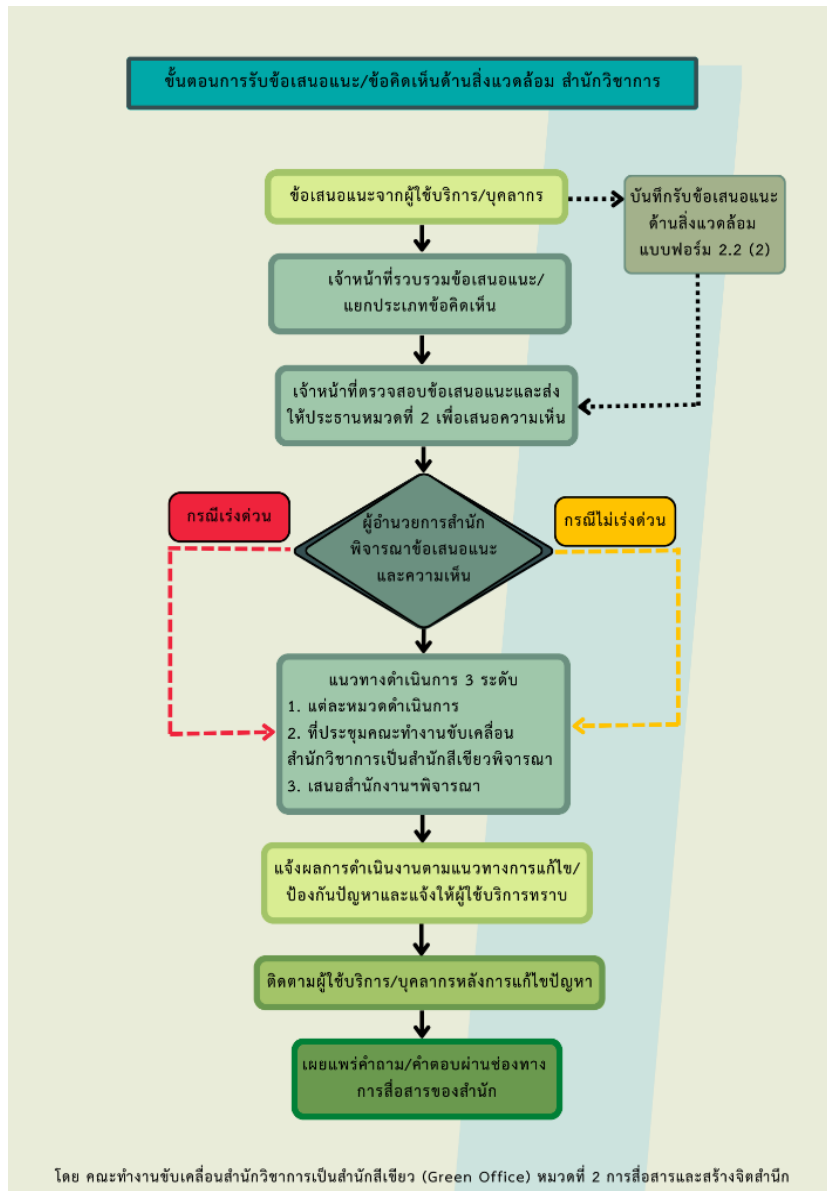 ขั้นตอนการรับข้อเสนอแนะ/ข้อคิดเห็นด้านสิ่งแวดล้อม สำนักวิชาการ
ข้อเสนอแนะจากผู้ใช้บริการ/บุคลากร
บันทึกรับข้อเสนอแนะ
ด้านสิ่งแวดล้อม
แบบฟอร์ม 2.2 (2)
เจ้าหน้าที่รวบรวมข้อเสนอแนะ/
แยกประเภทข้อคิดเห็น
เจ้าหน้าที่ตรวจสอบข้อเสนอแนะและส่ง
ให้ประธานหมวดที่ 2 เพื่อเสนอความเห็น
กรณีเร่งด่วน
ผู้อำนวยการสำนัก
พิจารณาข้อเสนอแนะ
และความเห็น
กรณีไม่เร่งด่วน
แนวทางดำเนินการ 3 ระดับ
1. แต่ละหมวดดำเนินการ
2. ที่ประชุมคณะทำงานขับเคลื่อน
สำนักวิชาการเป็นสำนักสีเขียวพิจารณา
3. เสนอสำนักงานฯพิจารณา
แจ้งผลการดำเนินงานตามแนวทางการแก้ไข/
ป้องกันปัญหาและแจ้งให้ผู้ใช้บริการทราบ
ติดตามผู้ใช้บริการ/บุคลากรหลังการแก้ไขปัญหา
เผยแพร่คำถาม/คำตอบผ่านช่องทาง
การสื่อสารของสำนัก
โดย คณะทำงานขับเคลื่อนสำนักวิชาการเป็นสำนักสีเขียว (Green Office) หมวดที่ 2 การสื่อสารและสร้างจิตสำนึก